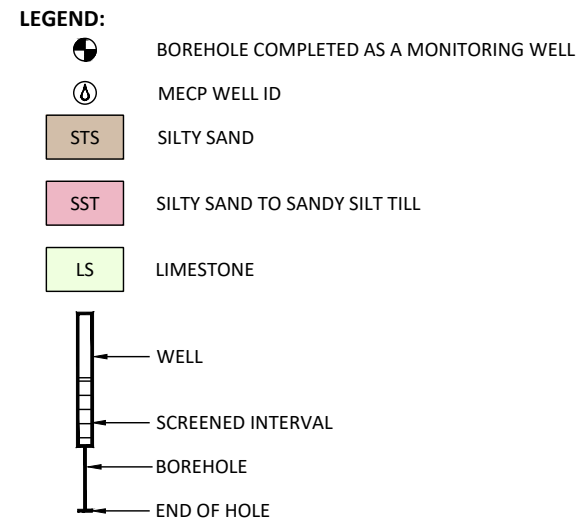 LEGEND:
BOREHOLE COMPLETED AS A MONITORING WELL
MECP WELL ID
STS SILTY SAND
SST SILTY SAND TO SANDY SILT TILL
LS LIMESTONE
WELL
SCREENED INTERVAL
BOREHOLE
END OF HOLE